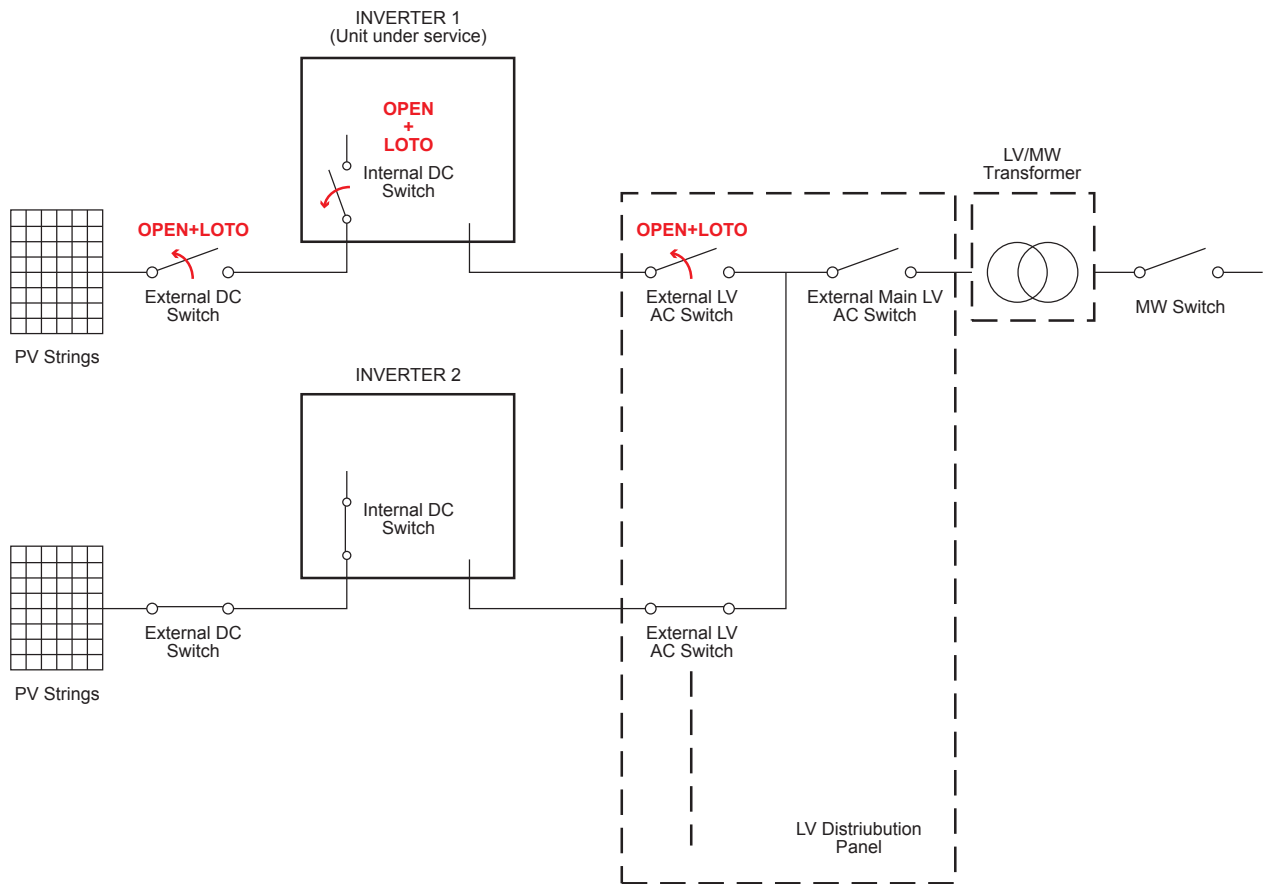 INVERTER 1
(Unit under service)
OPEN
+
LOTO
Internal DC
Switch
LV/MW
Transformer
OPEN+LOTO
External DC
Switch
PV Strings
OPEN+LOTO
External LV
AC Switch
External Main LV
AC Switch
MW Switch
INVERTER 2
Internal DC
Switch
External DC
Switch
PV Strings
External LV
AC Switch
LV Distriubution
Panel